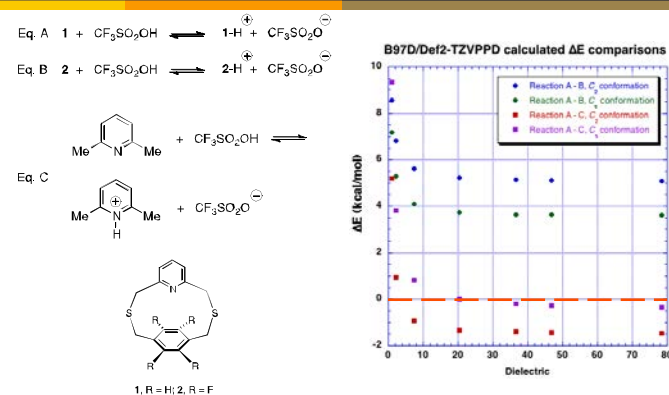 Eq. A 1 + CF3SO2OH ⇌ 1-H⊕ + CF3SO2O⊖
Eq. B 2 + CF3SO2OH ⇌ 2-H⊕ + CF3SO2O⊖
Me N Me + CF3SO2OH ⇌
Eq. C
Me N H ⊕ Me + CF3SO2O⊖
N
S S
R R
R R
1, R = H; 2, R = F
B97D/Def2-TZVPPD calculated ΔE comparisons
Reaction A - B, C2 conformation
Reaction A - B, Cs conformation
Reaction A - C, C2 conformation
Reaction A - C, Cs conformation
ΔE (kcal/mol)
10
8
6
4
2
0
-2
0 10 20 30 40 50 60 70 80
Dielectric